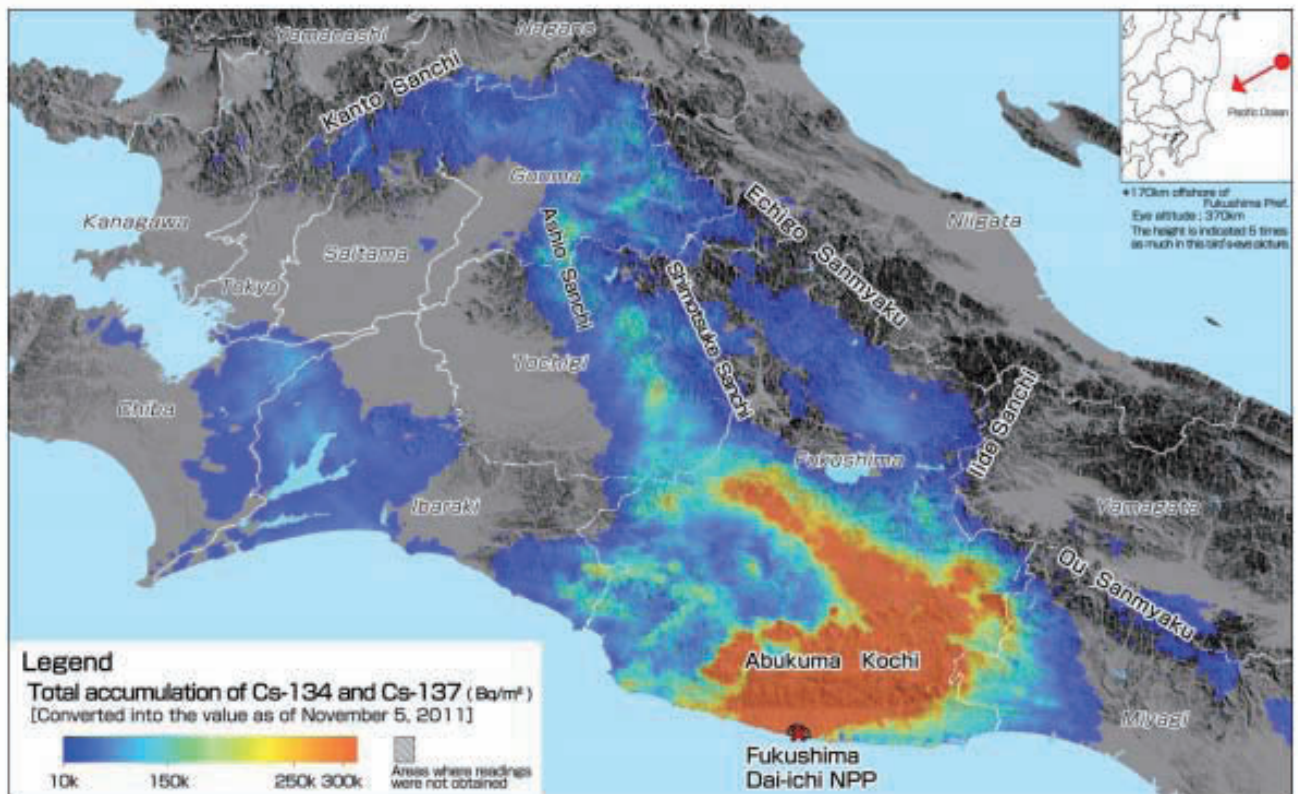 Yamanashi
Nagano
Kanto Sanchi
Gunma
Kanagawa
Saitama
Tokyo
Ashio Sanchi
Echigo Sanmyaku
Niigata
Shimotsuke Sanchi
Tochigi
Chiba
Ibaraki
Fukushima
Iide Sanchi
Yamagata
Ou Sanmyaku
Miyagi
Abukuma Kochi
Fukushima
Dai-ichi NPP
Pacific Ocean
*170km offshore of
Fukushima Pref.
Eye altitude : 370km
The height is indicated 5 times
as much in this bird's-eye picture.
Legend
Total accumulation of Cs-134 and Cs-137 ( Bq/m² )
[Converted into the value as of November 5, 2011]
10k 150k 250k 300k
Areas where readings
were not obtained